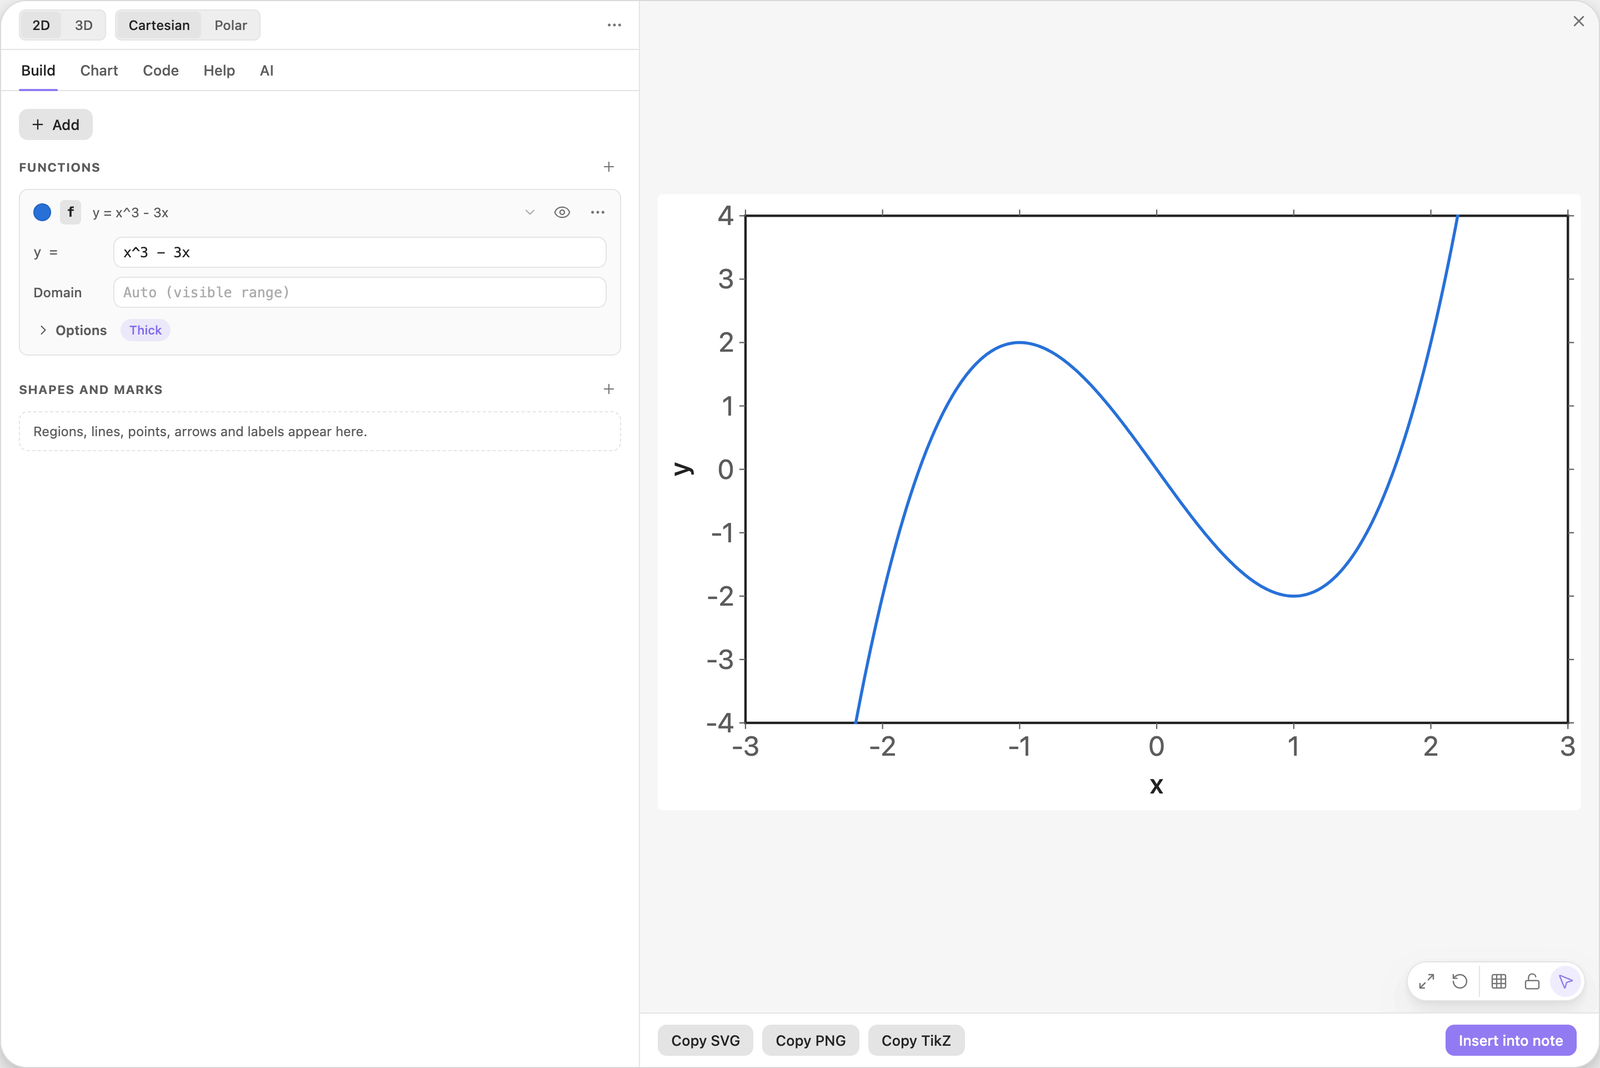 2D 3D Cartesian Polar
Build Chart Code Help AI
+ Add
FUNCTIONS
f y = x^3 - 3x
y = x^3 − 3x
Domain Auto (visible range)
Options Thick
SHAPES AND MARKS
Regions, lines, points, arrows and labels appear here.
4
3
2
1
0
-1
-2
-3
-4
y
-3 -2 -1 0 1 2 3
x
Copy SVG Copy PNG Copy TikZ Insert into note